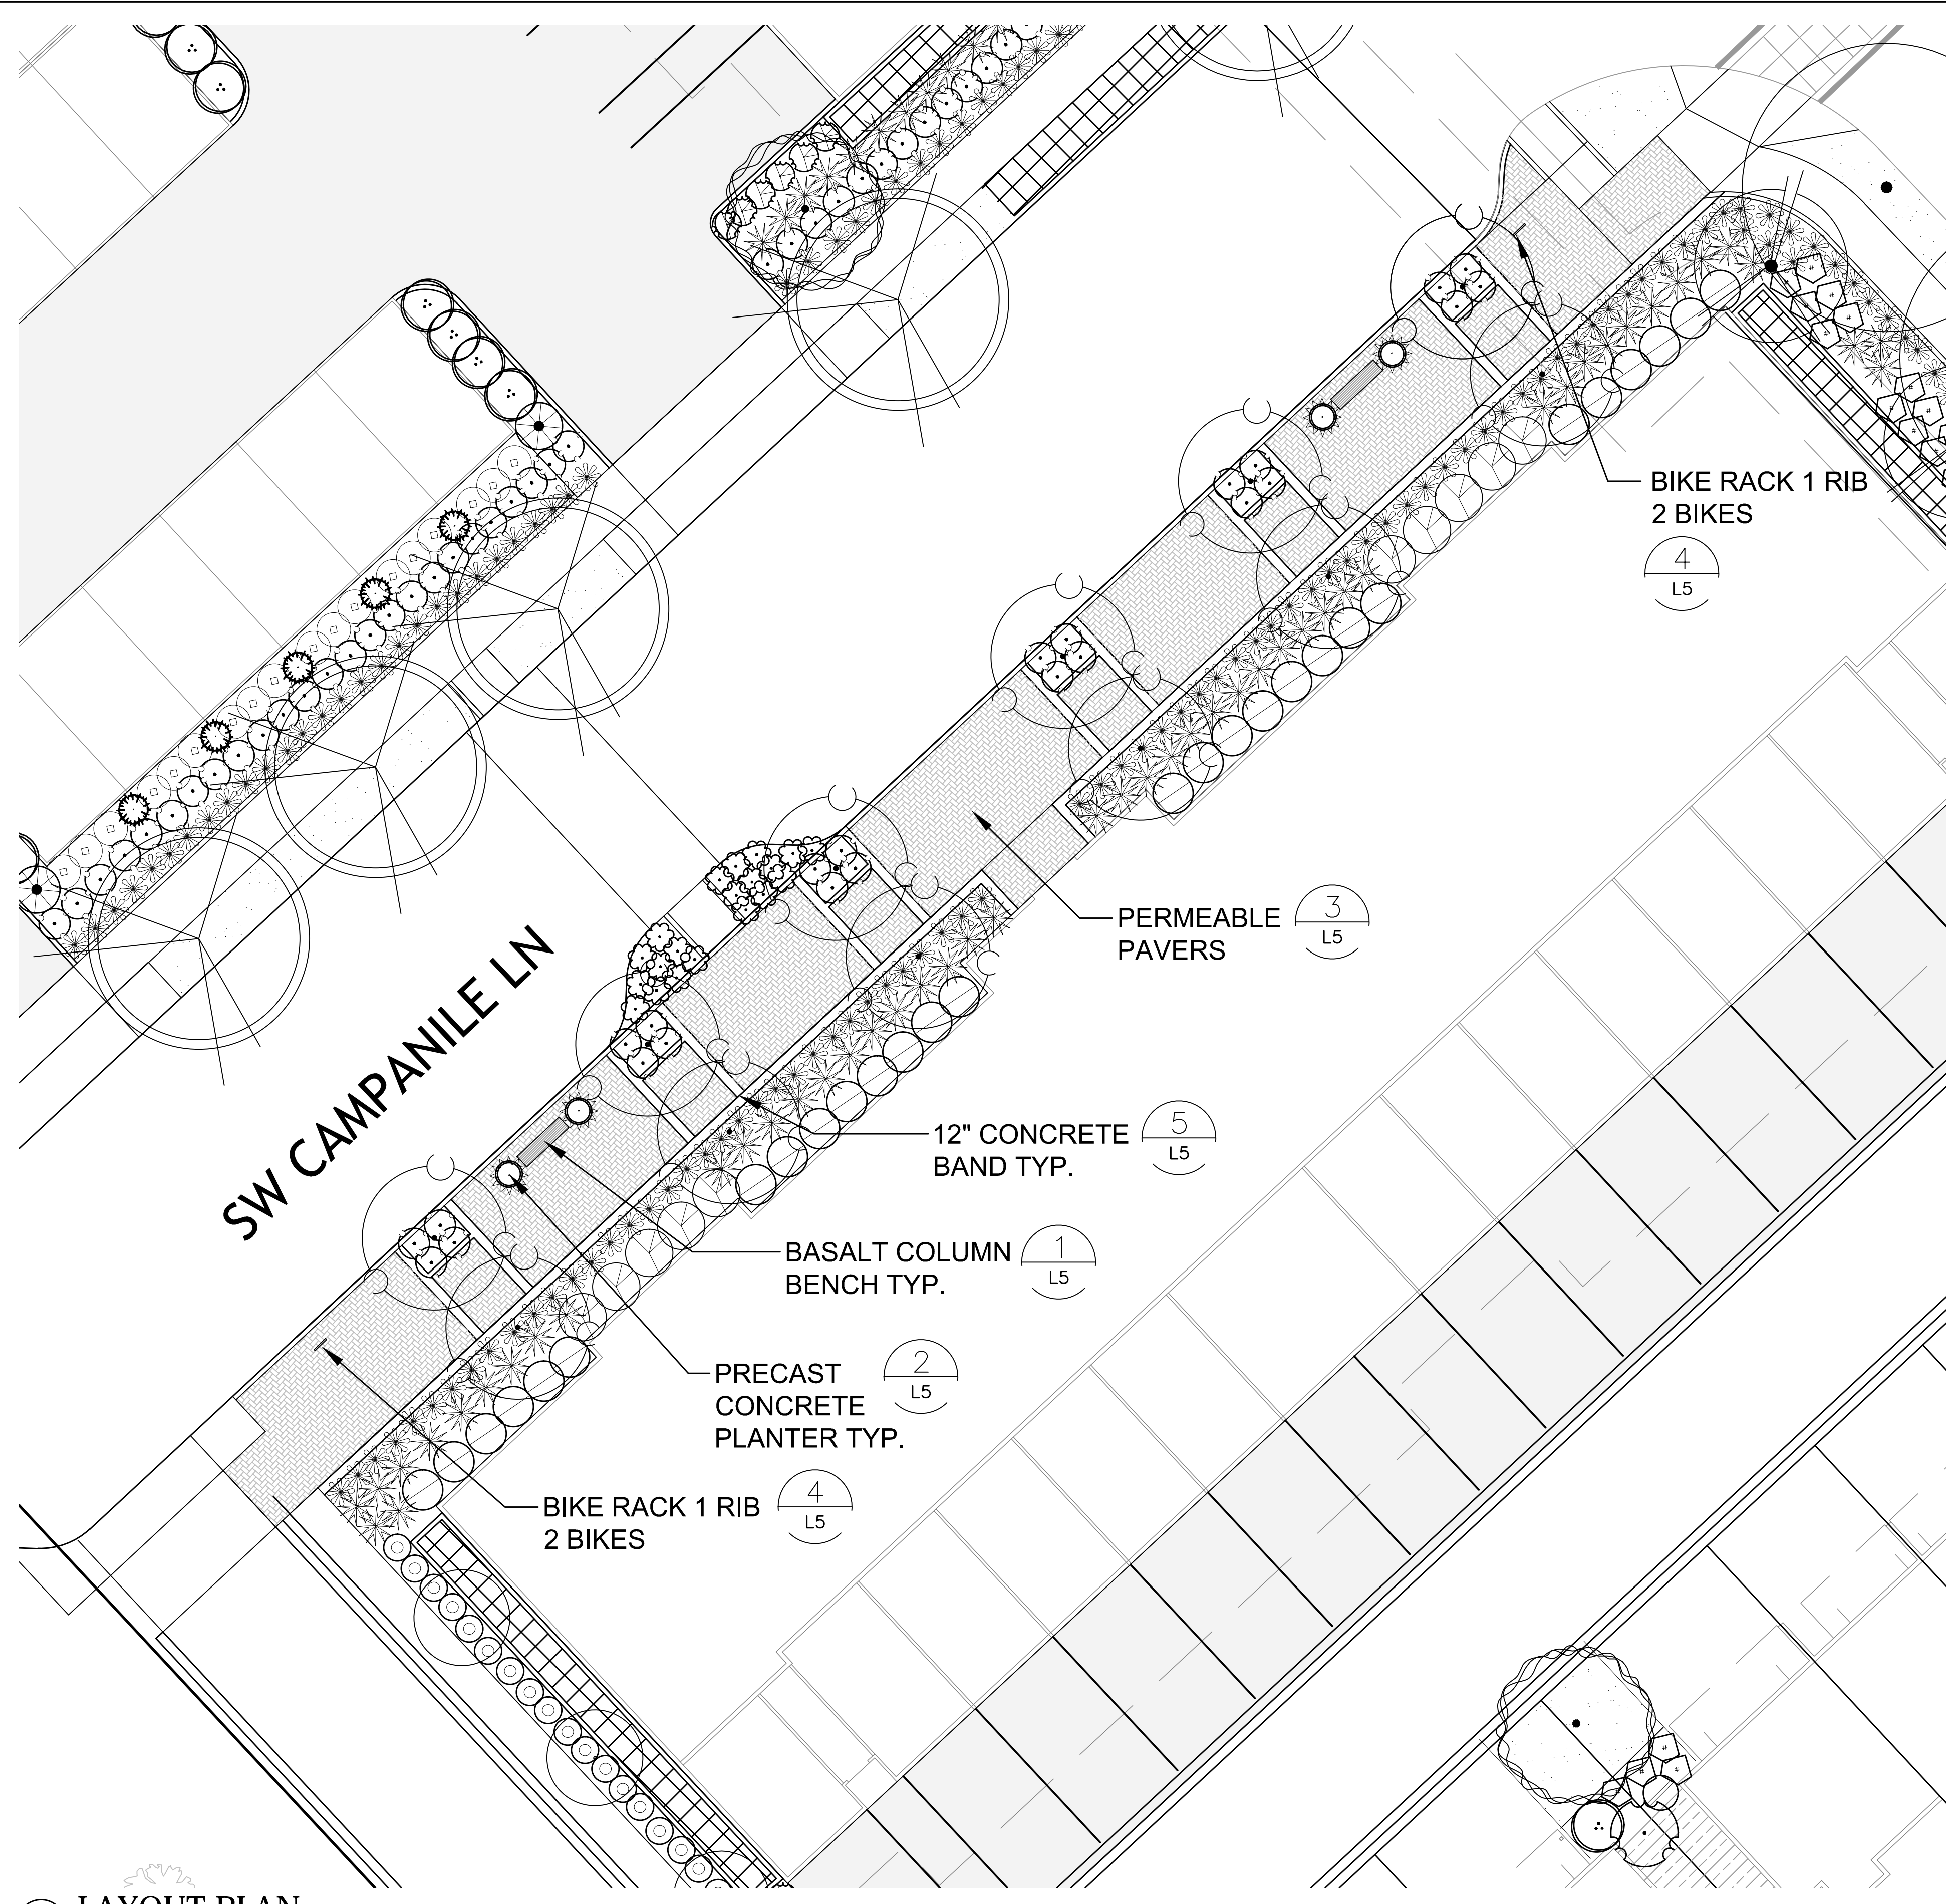 BIKE RACK 1 RIB
2 BIKES
4
L5
PERMEABLE
PAVERS
3
L5
SW CAMPANILE LN
12" CONCRETE
BAND TYP.
5
L5
BASALT COLUMN
BENCH TYP.
1
L5
PRECAST
CONCRETE
PLANTER TYP.
2
L5
BIKE RACK 1 RIB
2 BIKES
4
L5
LAYOUT PLAN